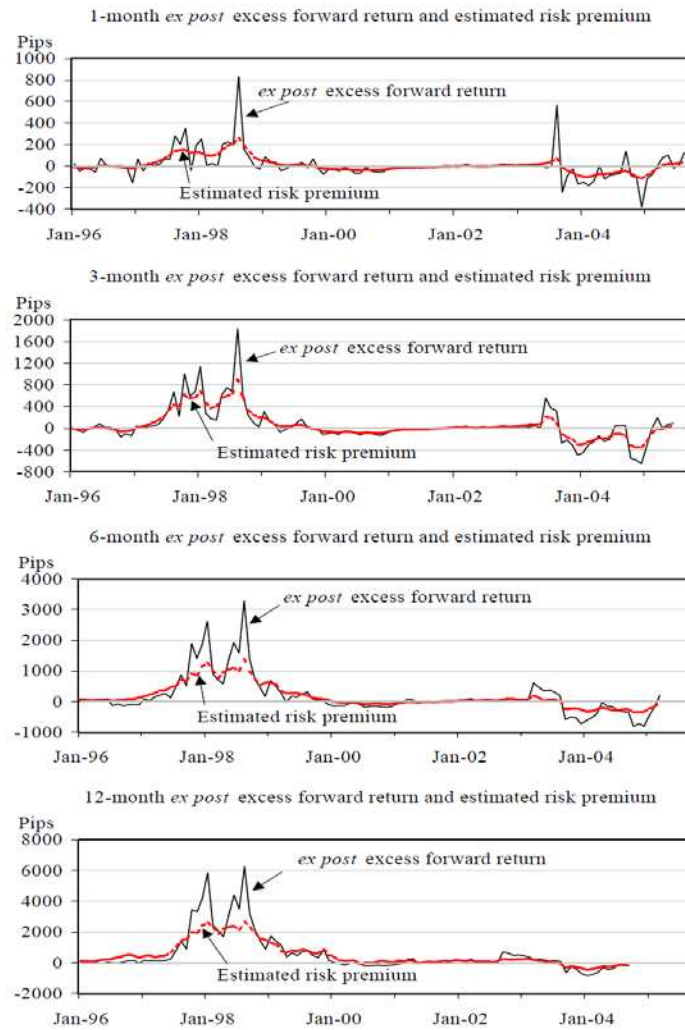 1-month ex post excess forward return and estimated risk premium
Pips
1000
800
600
400
200
0
-200
-400
ex post excess forward return
Estimated risk premium
Jan-96 Jan-98 Jan-00 Jan-02 Jan-04
3-month ex post excess forward return and estimated risk premium
Pips
2000
1600
1200
800
400
0
-400
-800
ex post excess forward return
Estimated risk premium
Jan-96 Jan-98 Jan-00 Jan-02 Jan-04
6-month ex post excess forward return and estimated risk premium
Pips
4000
3000
2000
1000
0
-1000
ex post excess forward return
Estimated risk premium
Jan-96 Jan-98 Jan-00 Jan-02 Jan-04
12-month ex post excess forward return and estimated risk premium
Pips
8000
6000
4000
2000
0
-2000
ex post excess forward return
Estimated risk premium
Jan-96 Jan-98 Jan-00 Jan-02 Jan-04